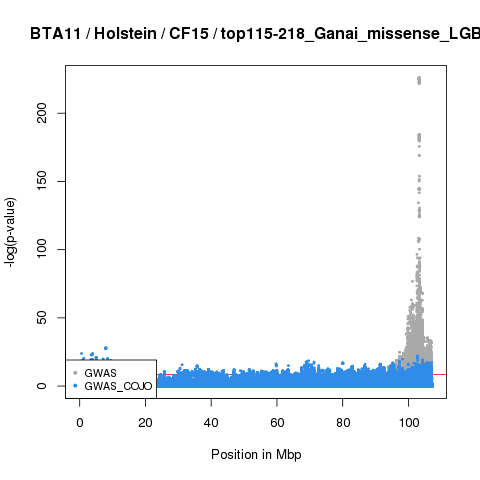 BTA11 / Holstein / CF15 / top115-218_Ganai_missense_LGB
-log(p-value)
200
150
100
50
0
GWAS
GWAS_COJO
0 20 40 60 80 100
Position in Mbp